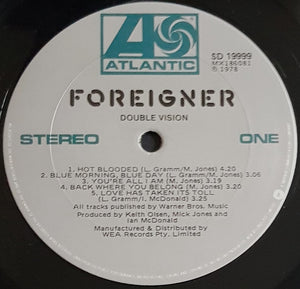 ATLANTIC
SD 19999
MX186081
℗ 1978
FOREIGNER
DOUBLE VISION
STEREO ONE
1. HOT BLOODED (L. Gramm/M. Jones) 4.20
2. BLUE MORNING, BLUE DAY (L. Gramm/M. Jones) 3.06
3. YOU'RE ALL I AM (M. Jones) 3.19
4. BACK WHERE YOU BELONG (M. Jones) 3.10
5. LOVE HAS TAKEN ITS TOLL
(L. Gramm/I. McDonald) 3.25
All tracks published by Warner Bros. Music
Produced by Keith Olsen, Mick Jones and
Ian McDonald
Manufactured & Distributed by
WEA Records Pty. Limited